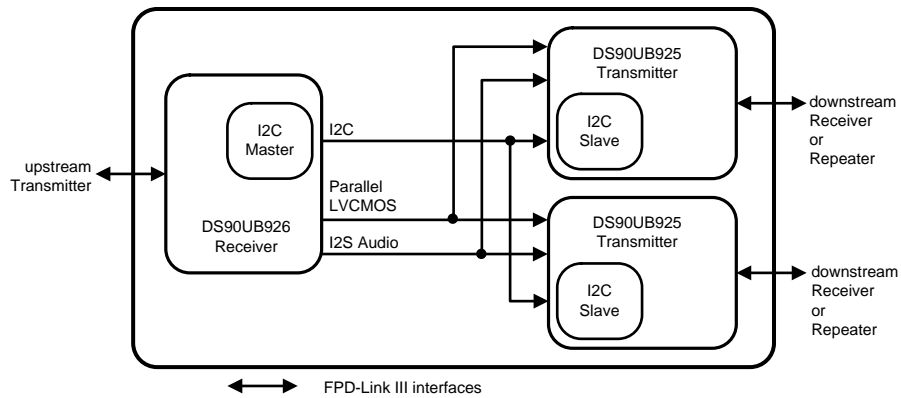 upstream
Transmitter
DS90UB926
Receiver
I2C
Master
I2C
Parallel
LVCMOS
I2S Audio
DS90UB925
Transmitter
I2C
Slave
downstream
Receiver
or
Repeater
DS90UB925
Transmitter
I2C
Slave
downstream
Receiver
or
Repeater
FPD-Link III interfaces